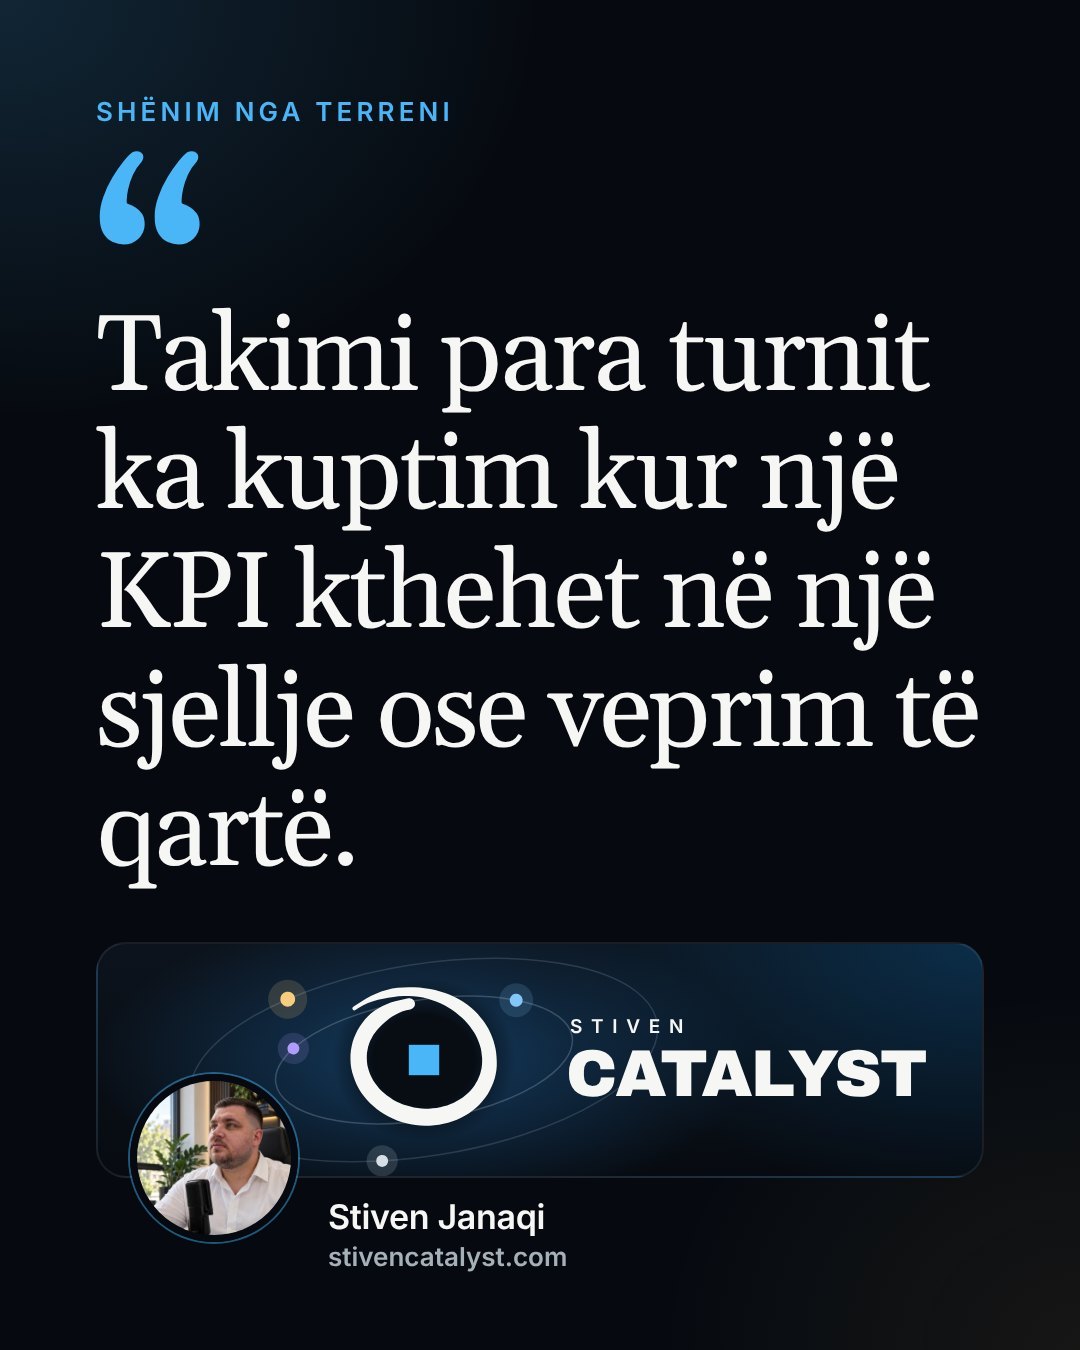 SHËNIM NGA TERRENI
“
Takimi para turnit
ka kuptim kur një
KPI kthehet në një
sjellje ose veprim të
qartë.
STIVEN
CATALYST
Stiven Janaqi
stivencatalyst.com